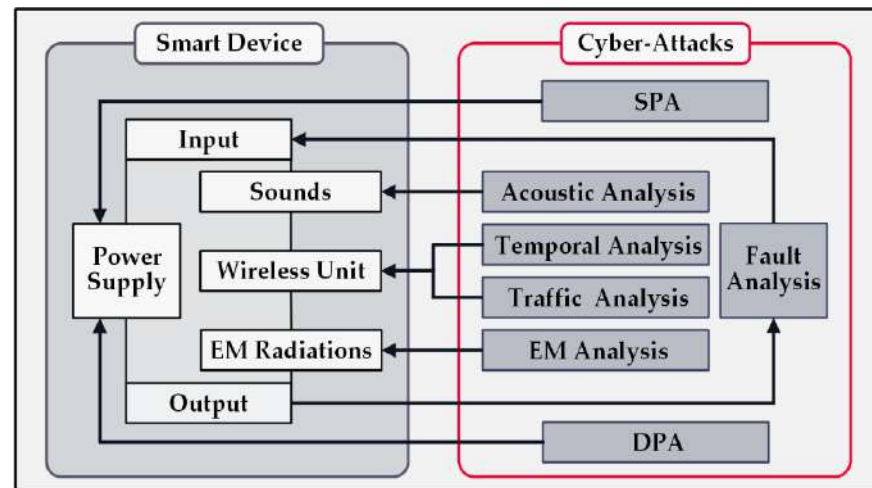 Smart Device
Cyber-Attacks
SPA
Input
Sounds
Acoustic Analysis
Power
Supply
Wireless Unit
Temporal Analysis
Traffic Analysis
Fault
Analysis
EM Radiations
EM Analysis
Output
DPA